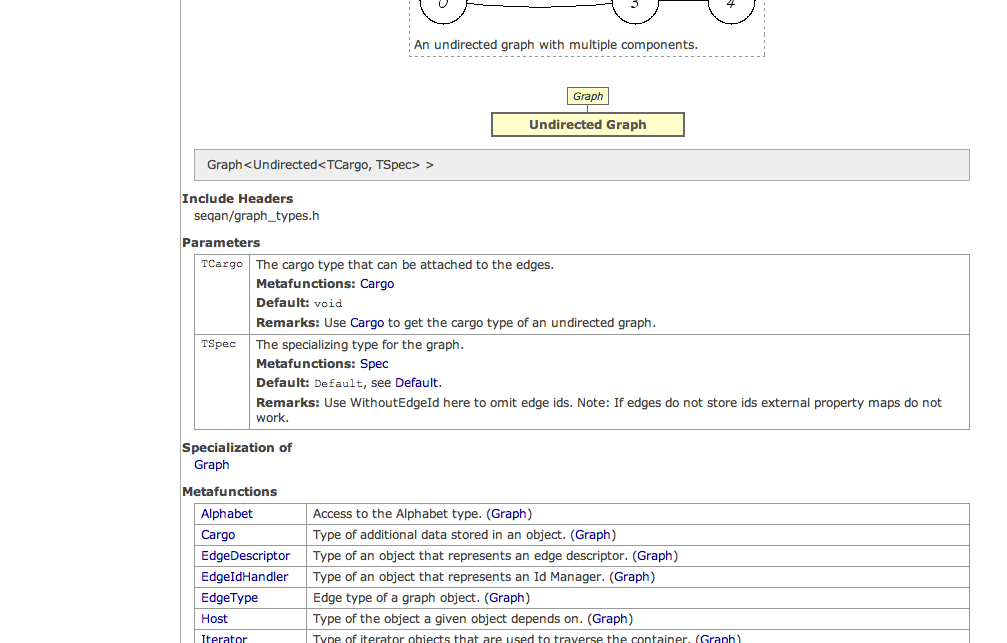 0 3 4
An undirected graph with multiple components.
Graph
Undirected Graph
Graph<Undirected<TCargo, TSpec> >
Include Headers
seqan/graph_types.h
Parameters
TCargo The cargo type that can be attached to the edges.
Metafunctions: Cargo
Default: void
Remarks: Use Cargo to get the cargo type of an undirected graph.
TSpec The specializing type for the graph.
Metafunctions: Spec
Default: Default, see Default.
Remarks: Use WithoutEdgeId here to omit edge ids. Note: If edges do not store ids external property maps do not
work.
Specialization of
Graph
Metafunctions
Alphabet Access to the Alphabet type. (Graph)
Cargo Type of additional data stored in an object. (Graph)
EdgeDescriptor Type of an object that represents an edge descriptor. (Graph)
EdgeIdHandler Type of an object that represents an Id Manager. (Graph)
EdgeType Edge type of a graph object. (Graph)
Host Type of the object a given object depends on. (Graph)
Iterator Type of iterator objects that are used to traverse the container. (Graph)